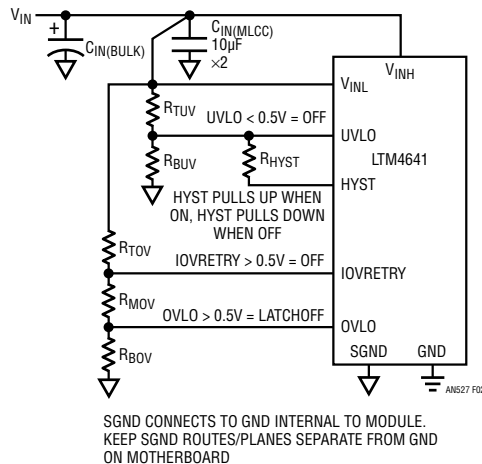 VIN
+
CIN(BULK)
CIN(MLCC)
10µF
×2
VINH
VINL
RTUV
UVLO < 0.5V = OFF
UVLO
RBUV
RHYST
LTM4641
HYST
HYST PULLS UP WHEN
ON, HYST PULLS DOWN
WHEN OFF
RTOV
IOVRETRY > 0.5V = OFF
IOVRETRY
RMOV
OVLO > 0.5V = LATCHOFF
OVLO
RBOV
SGND
GND
AN527 F02
SGND CONNECTS TO GND INTERNAL TO MODULE.
KEEP SGND ROUTES/PLANES SEPARATE FROM GND
ON MOTHERBOARD